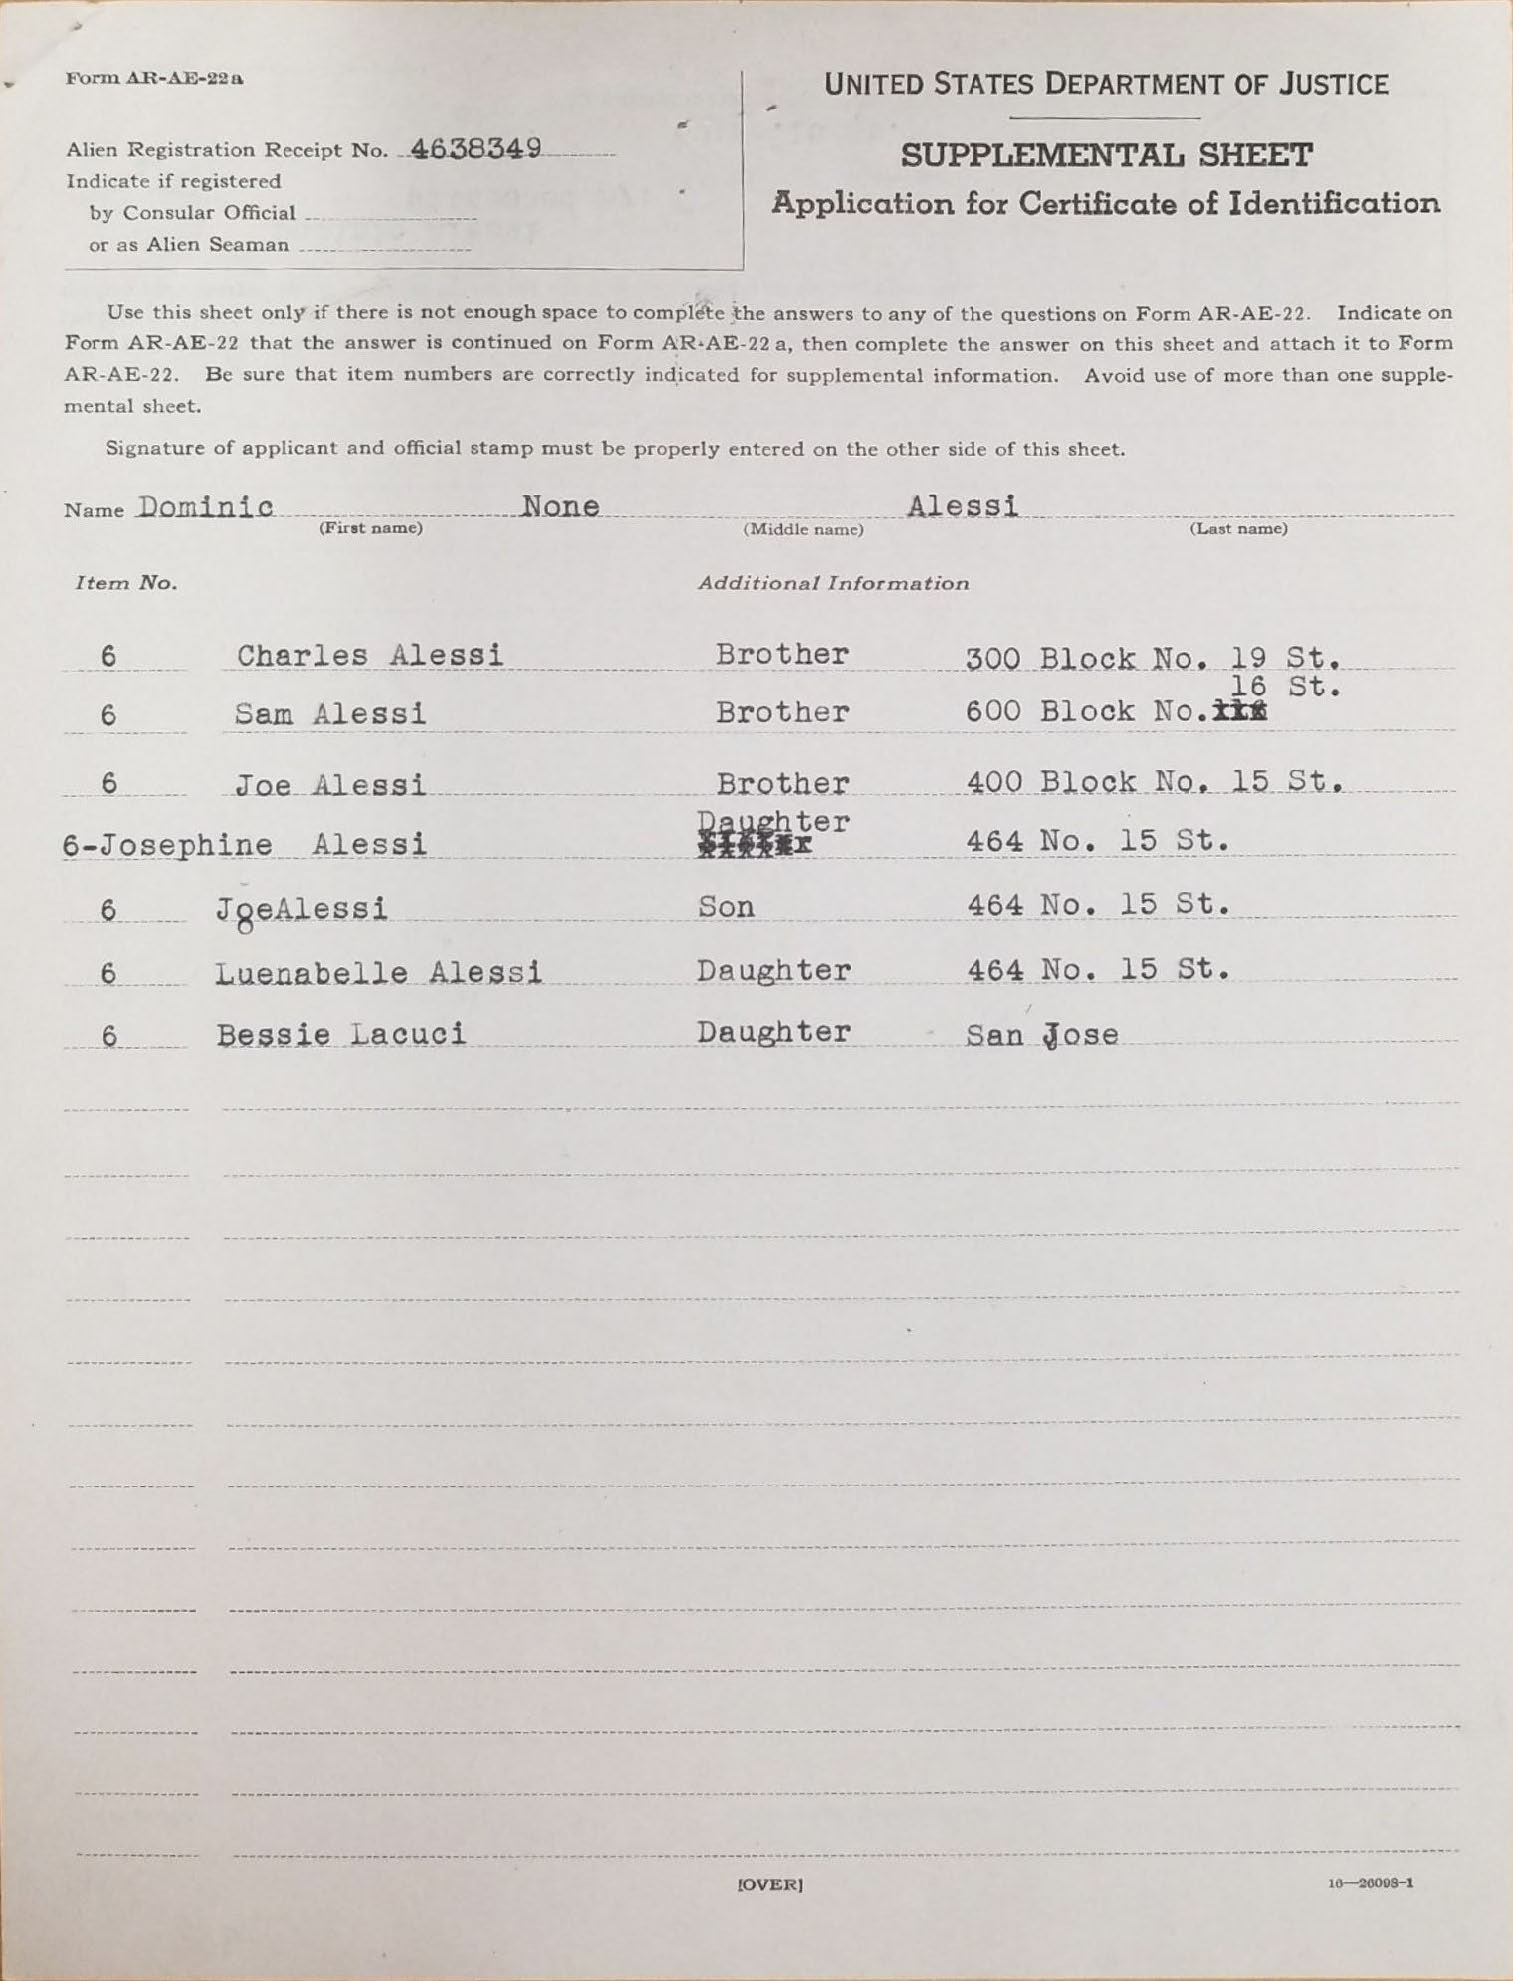 Form AR-AE-22a
UNITED STATES DEPARTMENT OF JUSTICE
Alien Registration Receipt No. 4638349
Indicate if registered
by Consular Official
or as Alien Seaman
SUPPLEMENTAL SHEET
Application for Certificate of Identification
Use this sheet only if there is not enough space to complete the answers to any of the questions on Form AR-AE-22. Indicate on
Form AR-AE-22 that the answer is continued on Form AR-AE-22 a, then complete the answer on this sheet and attach it to Form
AR-AE-22. Be sure that item numbers are correctly indicated for supplemental information. Avoid use of more than one supple-
mental sheet.
Signature of applicant and official stamp must be properly entered on the other side of this sheet.
Name Dominic None Alessi
(First name) (Middle name) (Last name)
Item No. Additional Information
6 Charles Alessi Brother 300 Block No. 19 St.
16 St.
6 Sam Alessi Brother 600 Block No.
6 Joe Alessi Brother 400 Block No. 15 St.
Daughter
6-Josephine Alessi 464 No. 15 St.
6 JoeAlessi Son 464 No. 15 St.
6 Luenabelle Alessi Daughter 464 No. 15 St.
6 Bessie Lacuci Daughter San Jose
[OVER]
16—26098-1